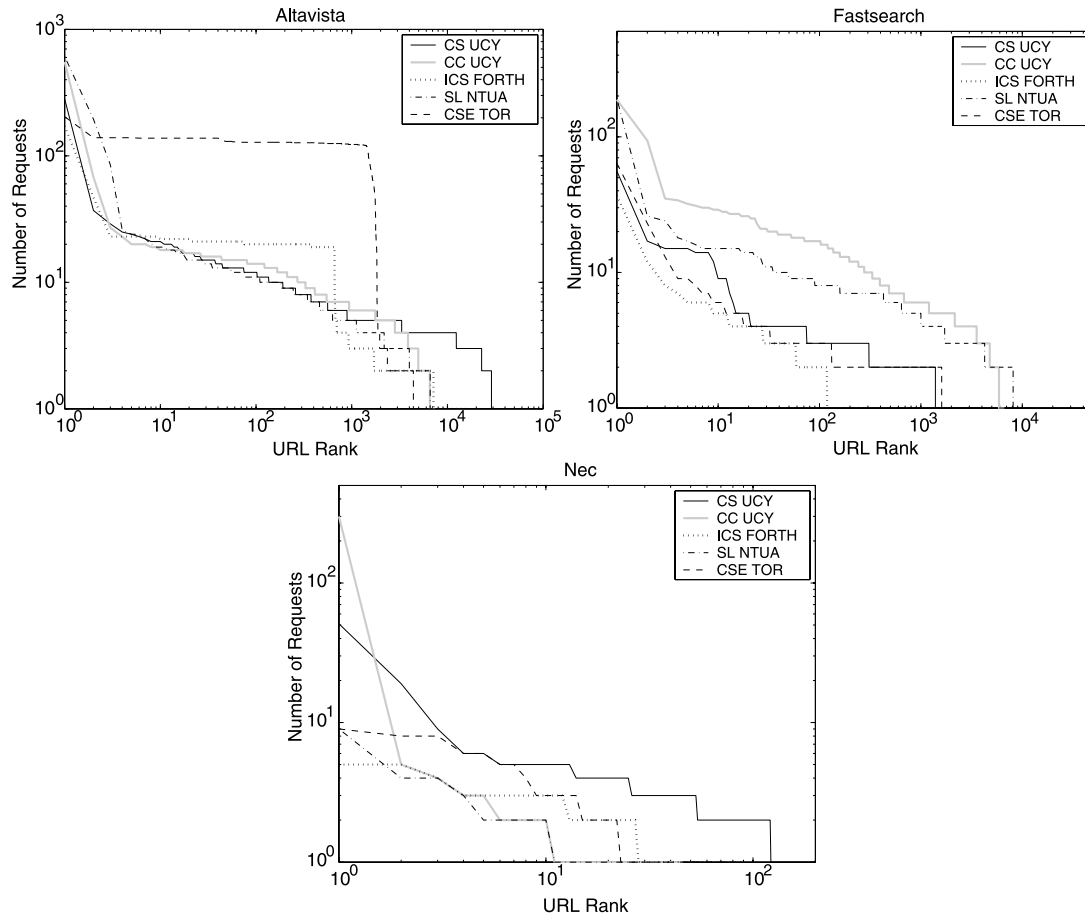 Altavista
Number of Requests
10^3
10^2
10^1
10^0
CS UCY
CC UCY
ICS FORTH
SL NTUA
CSE TOR
10^0 10^1 10^2 10^3 10^4 10^5
URL Rank
Fastsearch
Number of Requests
10^2
10^1
10^0
CS UCY
CC UCY
ICS FORTH
SL NTUA
CSE TOR
10^0 10^1 10^2 10^3 10^4
URL Rank
Nec
Number of Requests
10^2
10^1
10^0
CS UCY
CC UCY
ICS FORTH
SL NTUA
CSE TOR
10^0 10^1 10^2
URL Rank